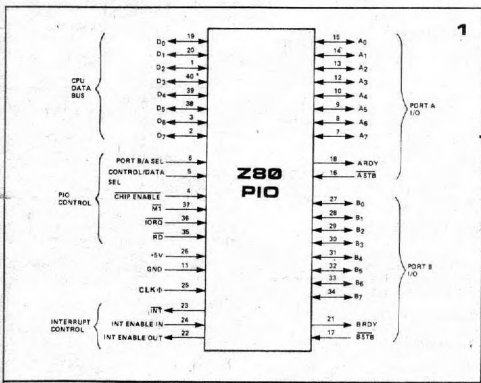 1
CPU
DATA
BUS
D0 19
D1 20
D2 1
D3 40
D4 39
D5 38
D6 3
D7 2
PIO
CONTROL
PORT B/A SEL 6
CONTROL/DATA
SEL 5
CHIP ENABLE 4
M1 37
IORQ 36
RD 35
+5V 26
GND 11
CLK Φ 25
INTERRUPT
CONTROL
INT 23
INT ENABLE IN 24
INT ENABLE OUT 22
Z80
PIO
15 A0
14 A1
13 A2
12 A3
10 A4
9 A5
8 A6
7 A7
18 ARDY
16 ASTB
PORT A
I/O
27 B0
28 B1
29 B2
30 B3
31 B4
32 B5
33 B6
34 B7
21 BRDY
17 BSTB
PORT B
I/O